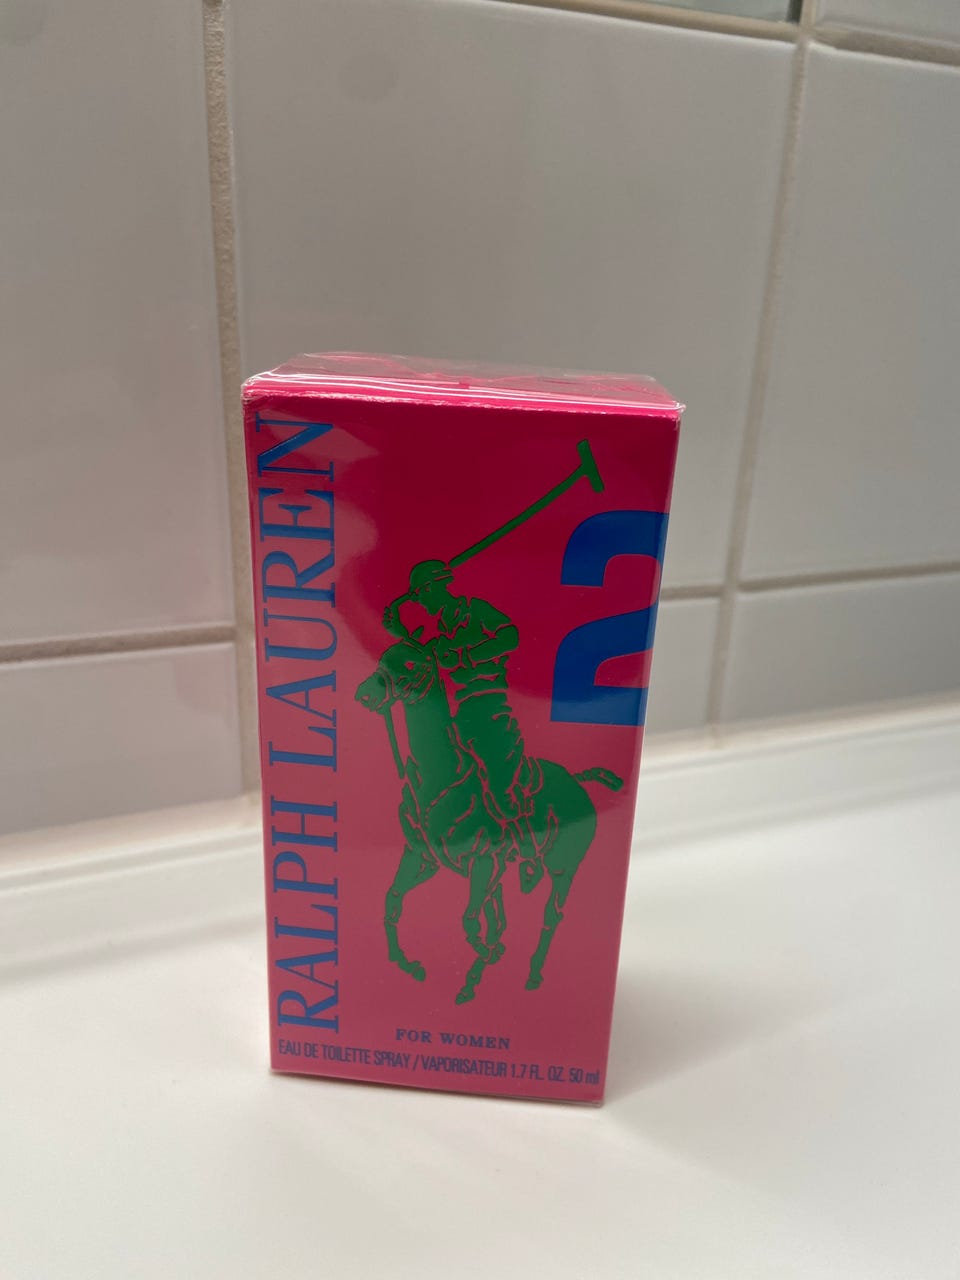 RALPH LAUREN
2
FOR WOMEN
EAU DE TOILETTE SPRAY / VAPORISATEUR 1.7 FL. OZ. 50 ml